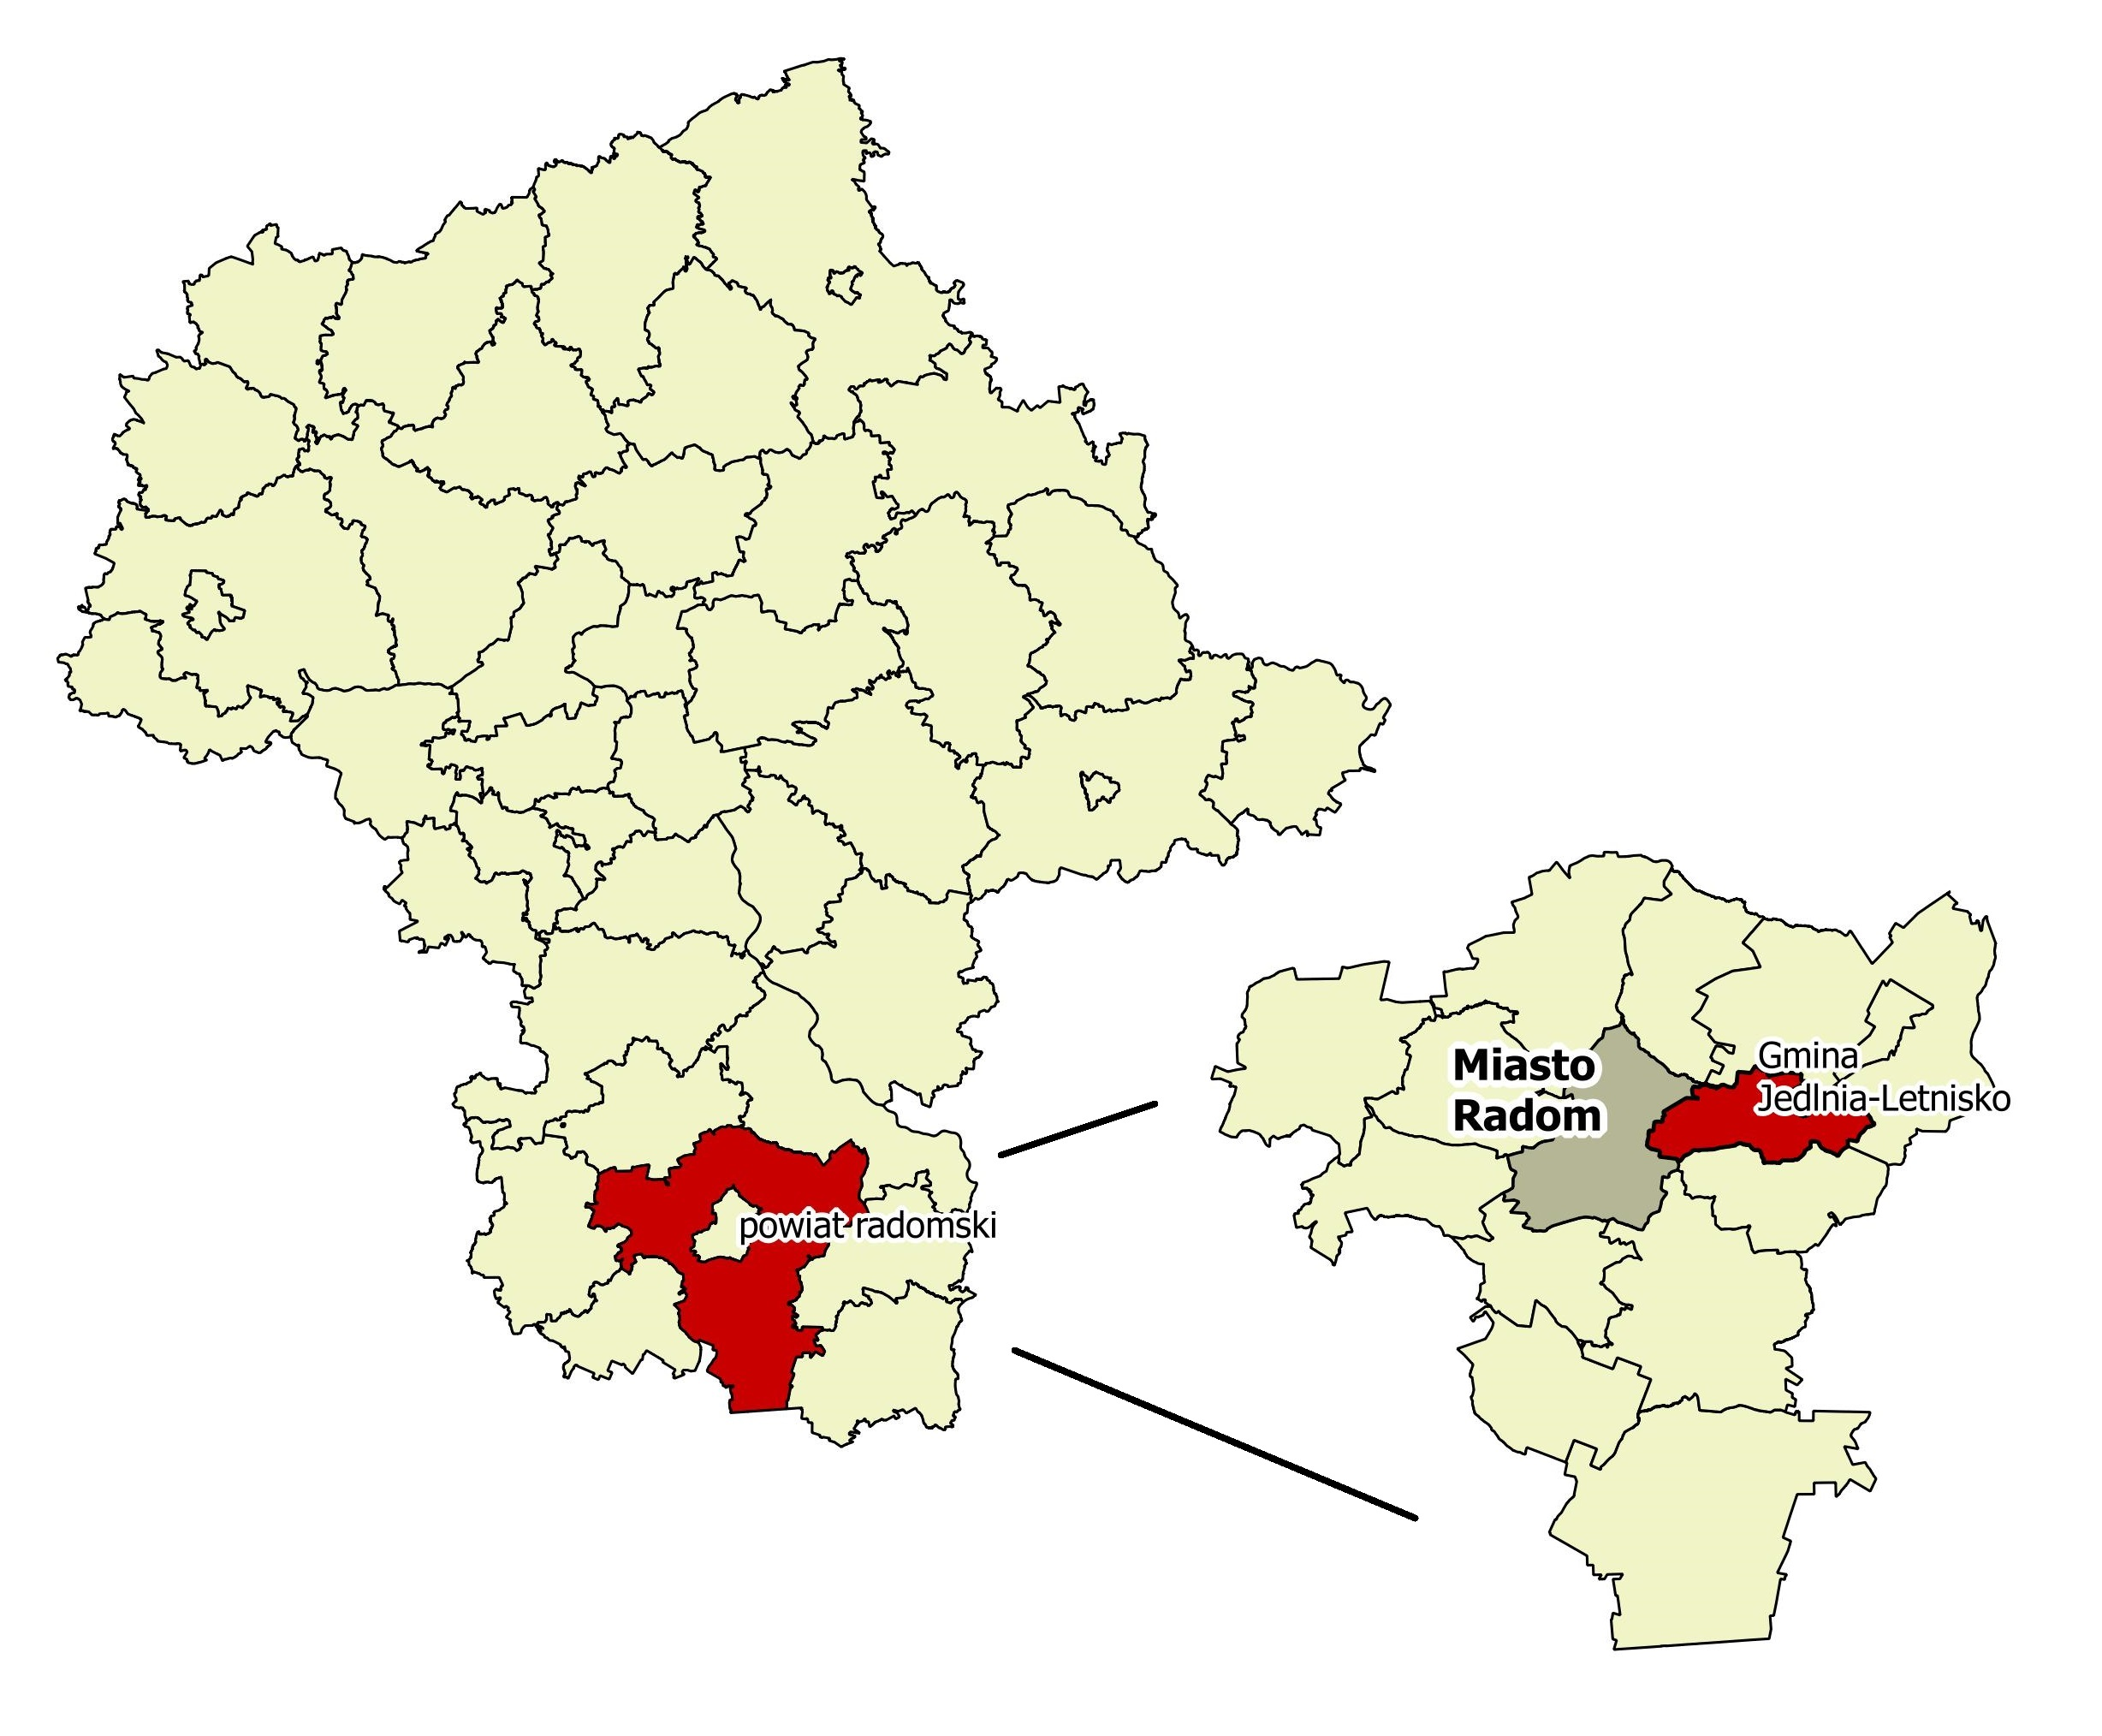 powiat radomski
Miasto
Radom
Gmina
Jedlnia-Letnisko